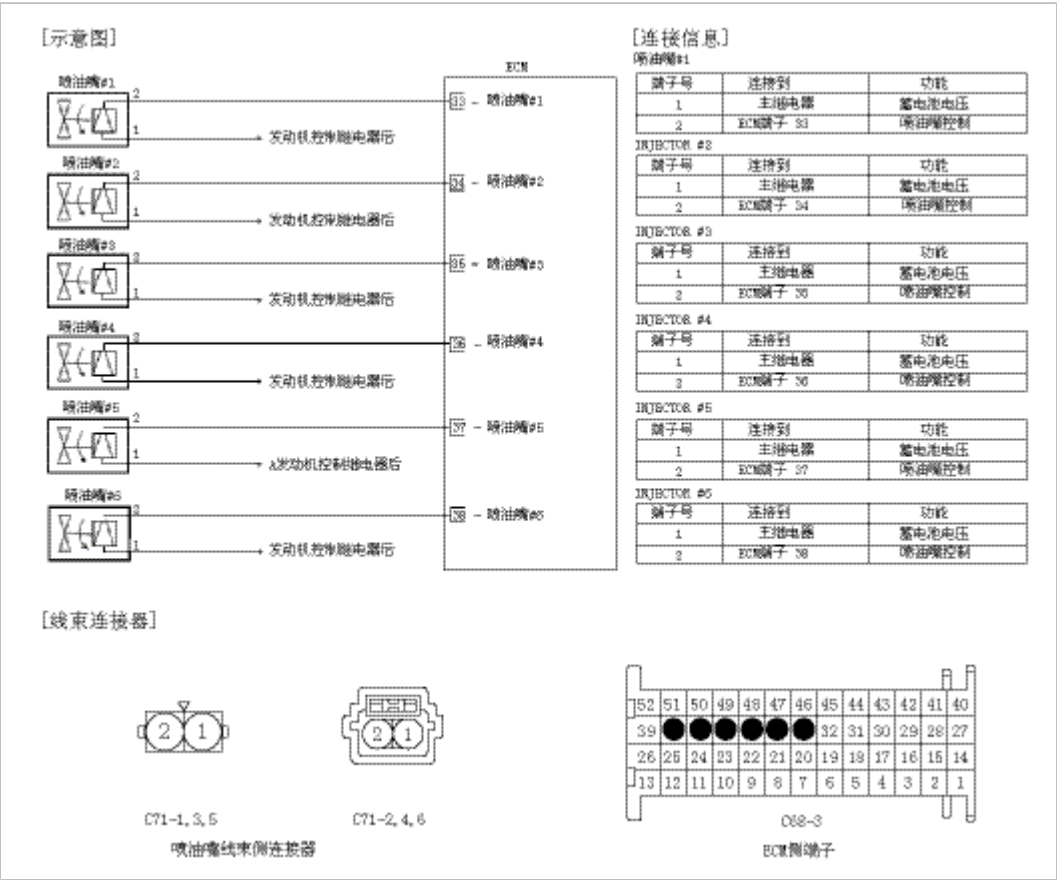 [示意图]
喷油嘴#1
2
1
发动机控制继电器后
喷油嘴#2
2
1
发动机控制继电器后
喷油嘴#3
2
1
发动机控制继电器后
喷油嘴#4
2
1
发动机控制继电器后
喷油嘴#5
2
1
A发动机控制继电器后
喷油嘴#6
2
1
发动机控制继电器后
ECM
33 - 喷油嘴#1
34 - 喷油嘴#2
35 - 喷油嘴#3
36 - 喷油嘴#4
37 - 喷油嘴#5
38 - 喷油嘴#6
[连接信息]
喷油嘴#1
端子号 连接到 功能
1 主继电器 蓄电池电压
2 ECM端子 33 喷油嘴控制
INJECTOR #2
端子号 连接到 功能
1 主继电器 蓄电池电压
2 ECM端子 34 喷油嘴控制
INJECTOR #3
端子号 连接到 功能
1 主继电器 蓄电池电压
2 ECM端子 35 喷油嘴控制
INJECTOR #4
端子号 连接到 功能
1 主继电器 蓄电池电压
2 ECM端子 36 喷油嘴控制
INJECTOR #5
端子号 连接到 功能
1 主继电器 蓄电池电压
2 ECM端子 37 喷油嘴控制
INJECTOR #6
端子号 连接到 功能
1 主继电器 蓄电池电压
2 ECM端子 38 喷油嘴控制
[线束连接器]
2 1
C71-1,3,5
2 1
C71-2,4,6
喷油嘴线束侧连接器
52 51 50 49 48 47 46 45 44 43 42 41 40
39 32 31 30 29 28 27
26 25 24 23 22 21 20 19 18 17 16 15 14
13 12 11 10 9 8 7 6 5 4 3 2 1
C68-3
ECM侧端子